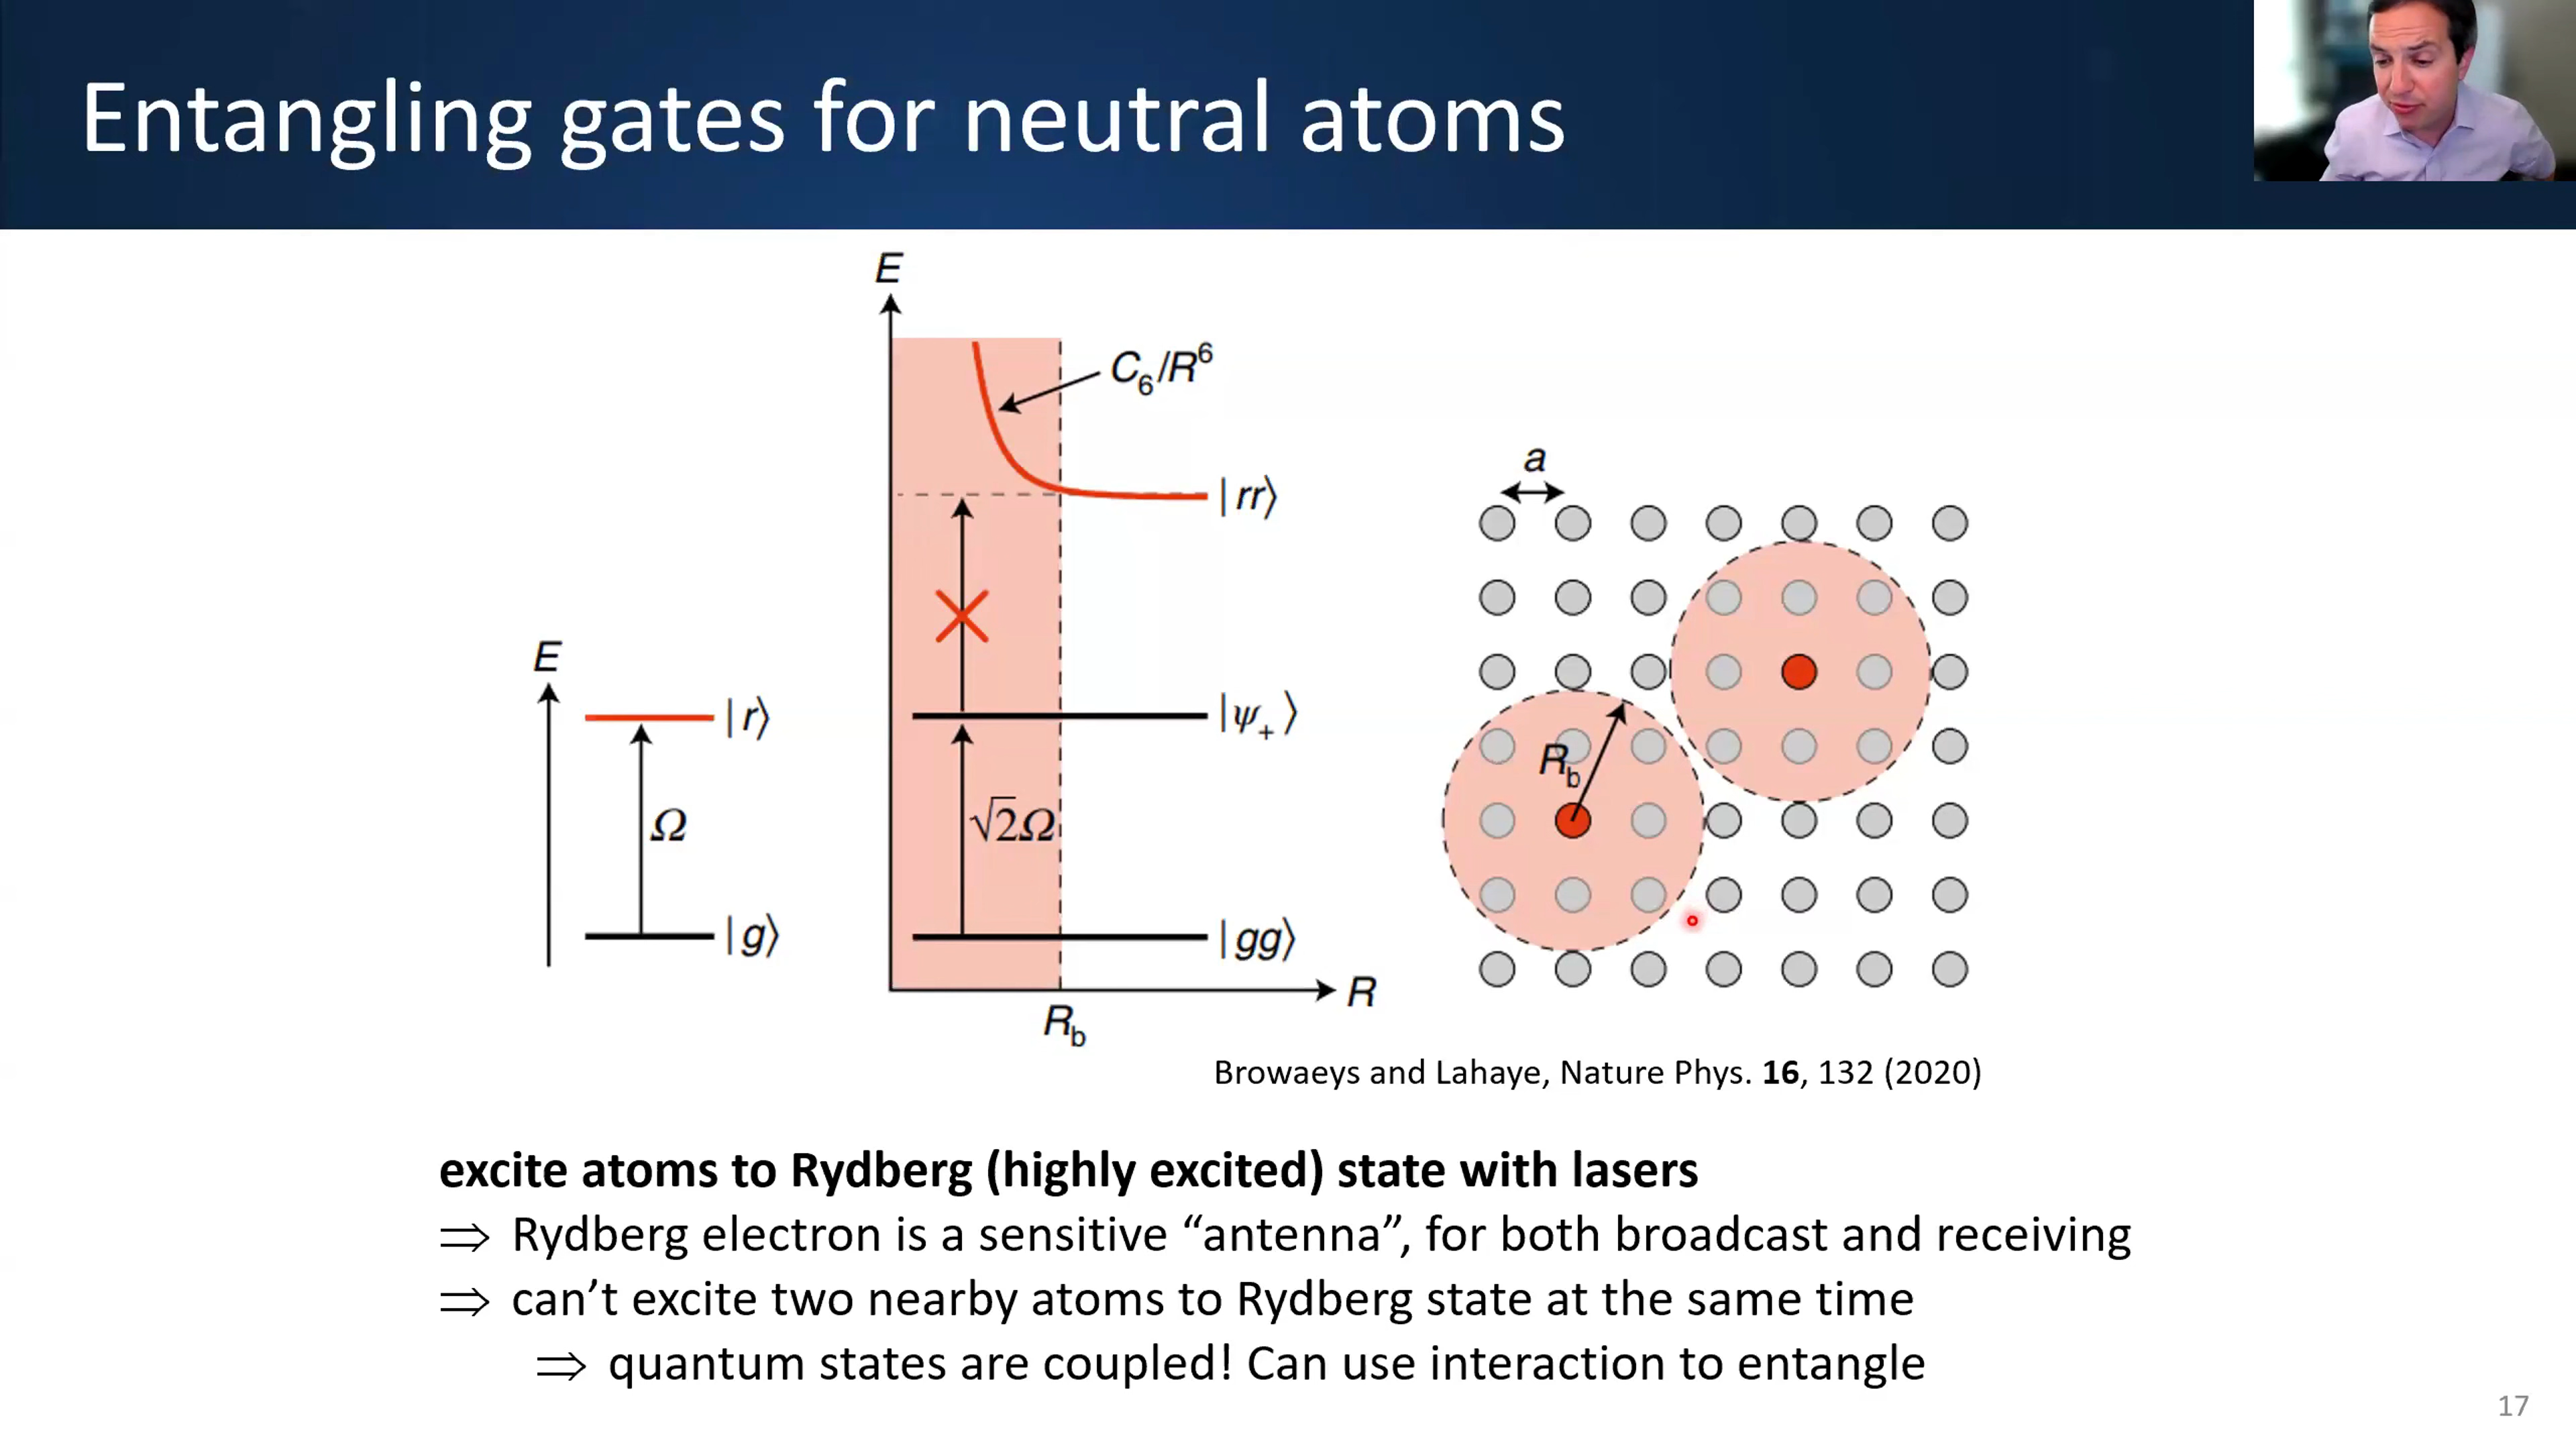 Entangling gates for neutral atoms
E
|r⟩
Ω
|g⟩
E
C₆/R⁶
|rr⟩
|ψ₊⟩
√2Ω
|gg⟩
R
R_b
a
R_b
Browaeys and Lahaye, Nature Phys. 16, 132 (2020)
excite atoms to Rydberg (highly excited) state with lasers
⇒ Rydberg electron is a sensitive “antenna”, for both broadcast and receiving
⇒ can’t excite two nearby atoms to Rydberg state at the same time
⇒ quantum states are coupled! Can use interaction to entangle
17